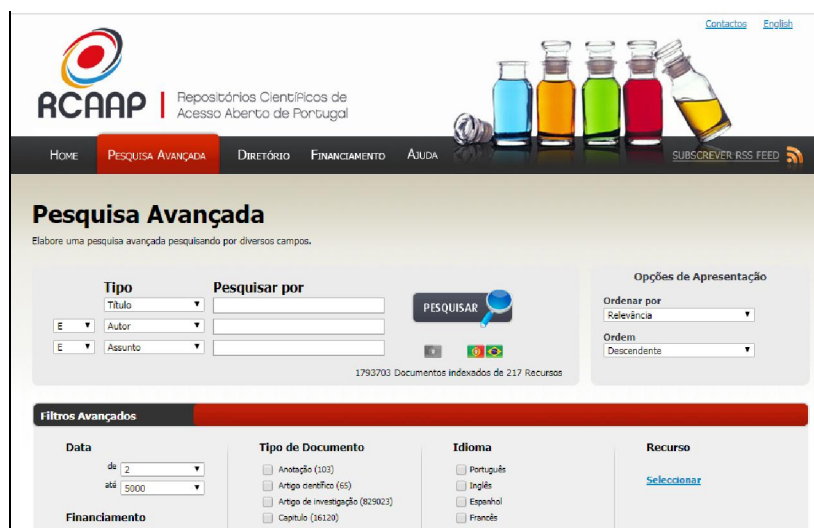 Contactos English
RCAAP
Repositórios Científicos de
Acesso Aberto de Portugal
HOME PESQUISA AVANÇADA DIRETÓRIO FINANCIAMENTO AJUDA SUBSCREVER RSS FEED
Pesquisa Avançada
Elabore uma pesquisa avançada pesquisando por diversos campos.
Tipo Pesquisar por
Título
E Autor
E Assunto
PESQUISAR
1793703 Documentos indexados de 217 Recursos
Opções de Apresentação
Ordenar por
Relevância
Ordem
Descendente
Filtros Avançados
Data
de 2
até 5000
Financiamento
Tipo de Documento
Anotação (103)
Artigo científico (65)
Artigo de investigação (829023)
Capítulo (16120)
Idioma
Português
Inglês
Espanhol
Francês
Recurso
Seleccionar